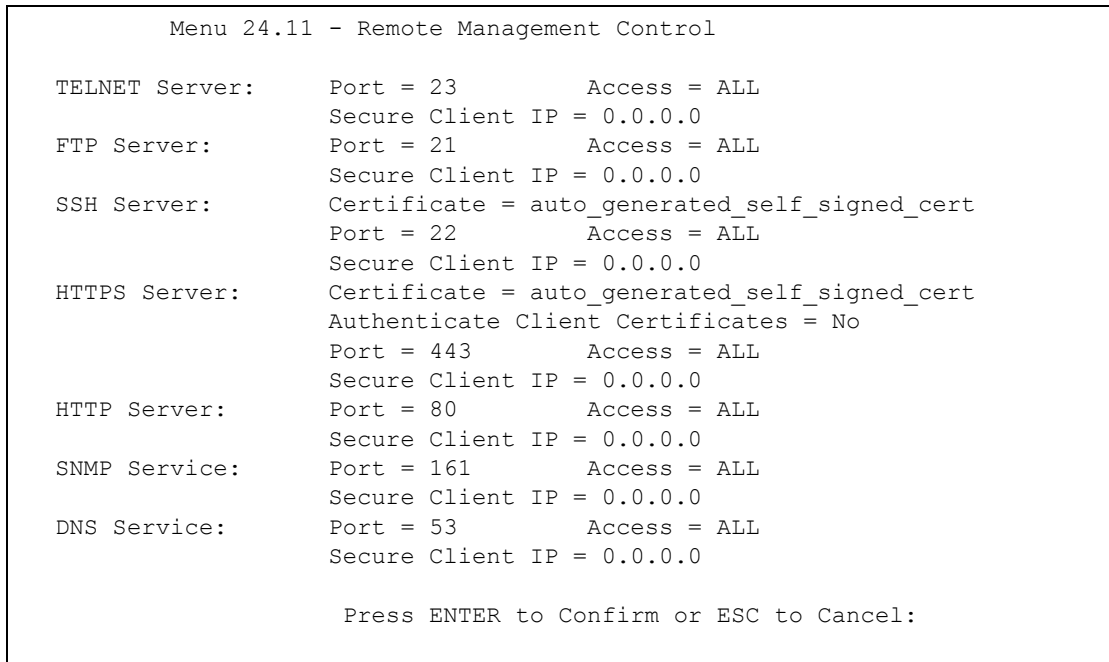 Menu 24.11 - Remote Management Control
TELNET Server: Port = 23 Access = ALL
Secure Client IP = 0.0.0.0
FTP Server: Port = 21 Access = ALL
Secure Client IP = 0.0.0.0
SSH Server: Certificate = auto_generated_self_signed_cert
Port = 22 Access = ALL
Secure Client IP = 0.0.0.0
HTTPS Server: Certificate = auto_generated_self_signed_cert
Authenticate Client Certificates = No
Port = 443 Access = ALL
Secure Client IP = 0.0.0.0
HTTP Server: Port = 80 Access = ALL
Secure Client IP = 0.0.0.0
SNMP Service: Port = 161 Access = ALL
Secure Client IP = 0.0.0.0
DNS Service: Port = 53 Access = ALL
Secure Client IP = 0.0.0.0
Press ENTER to Confirm or ESC to Cancel: